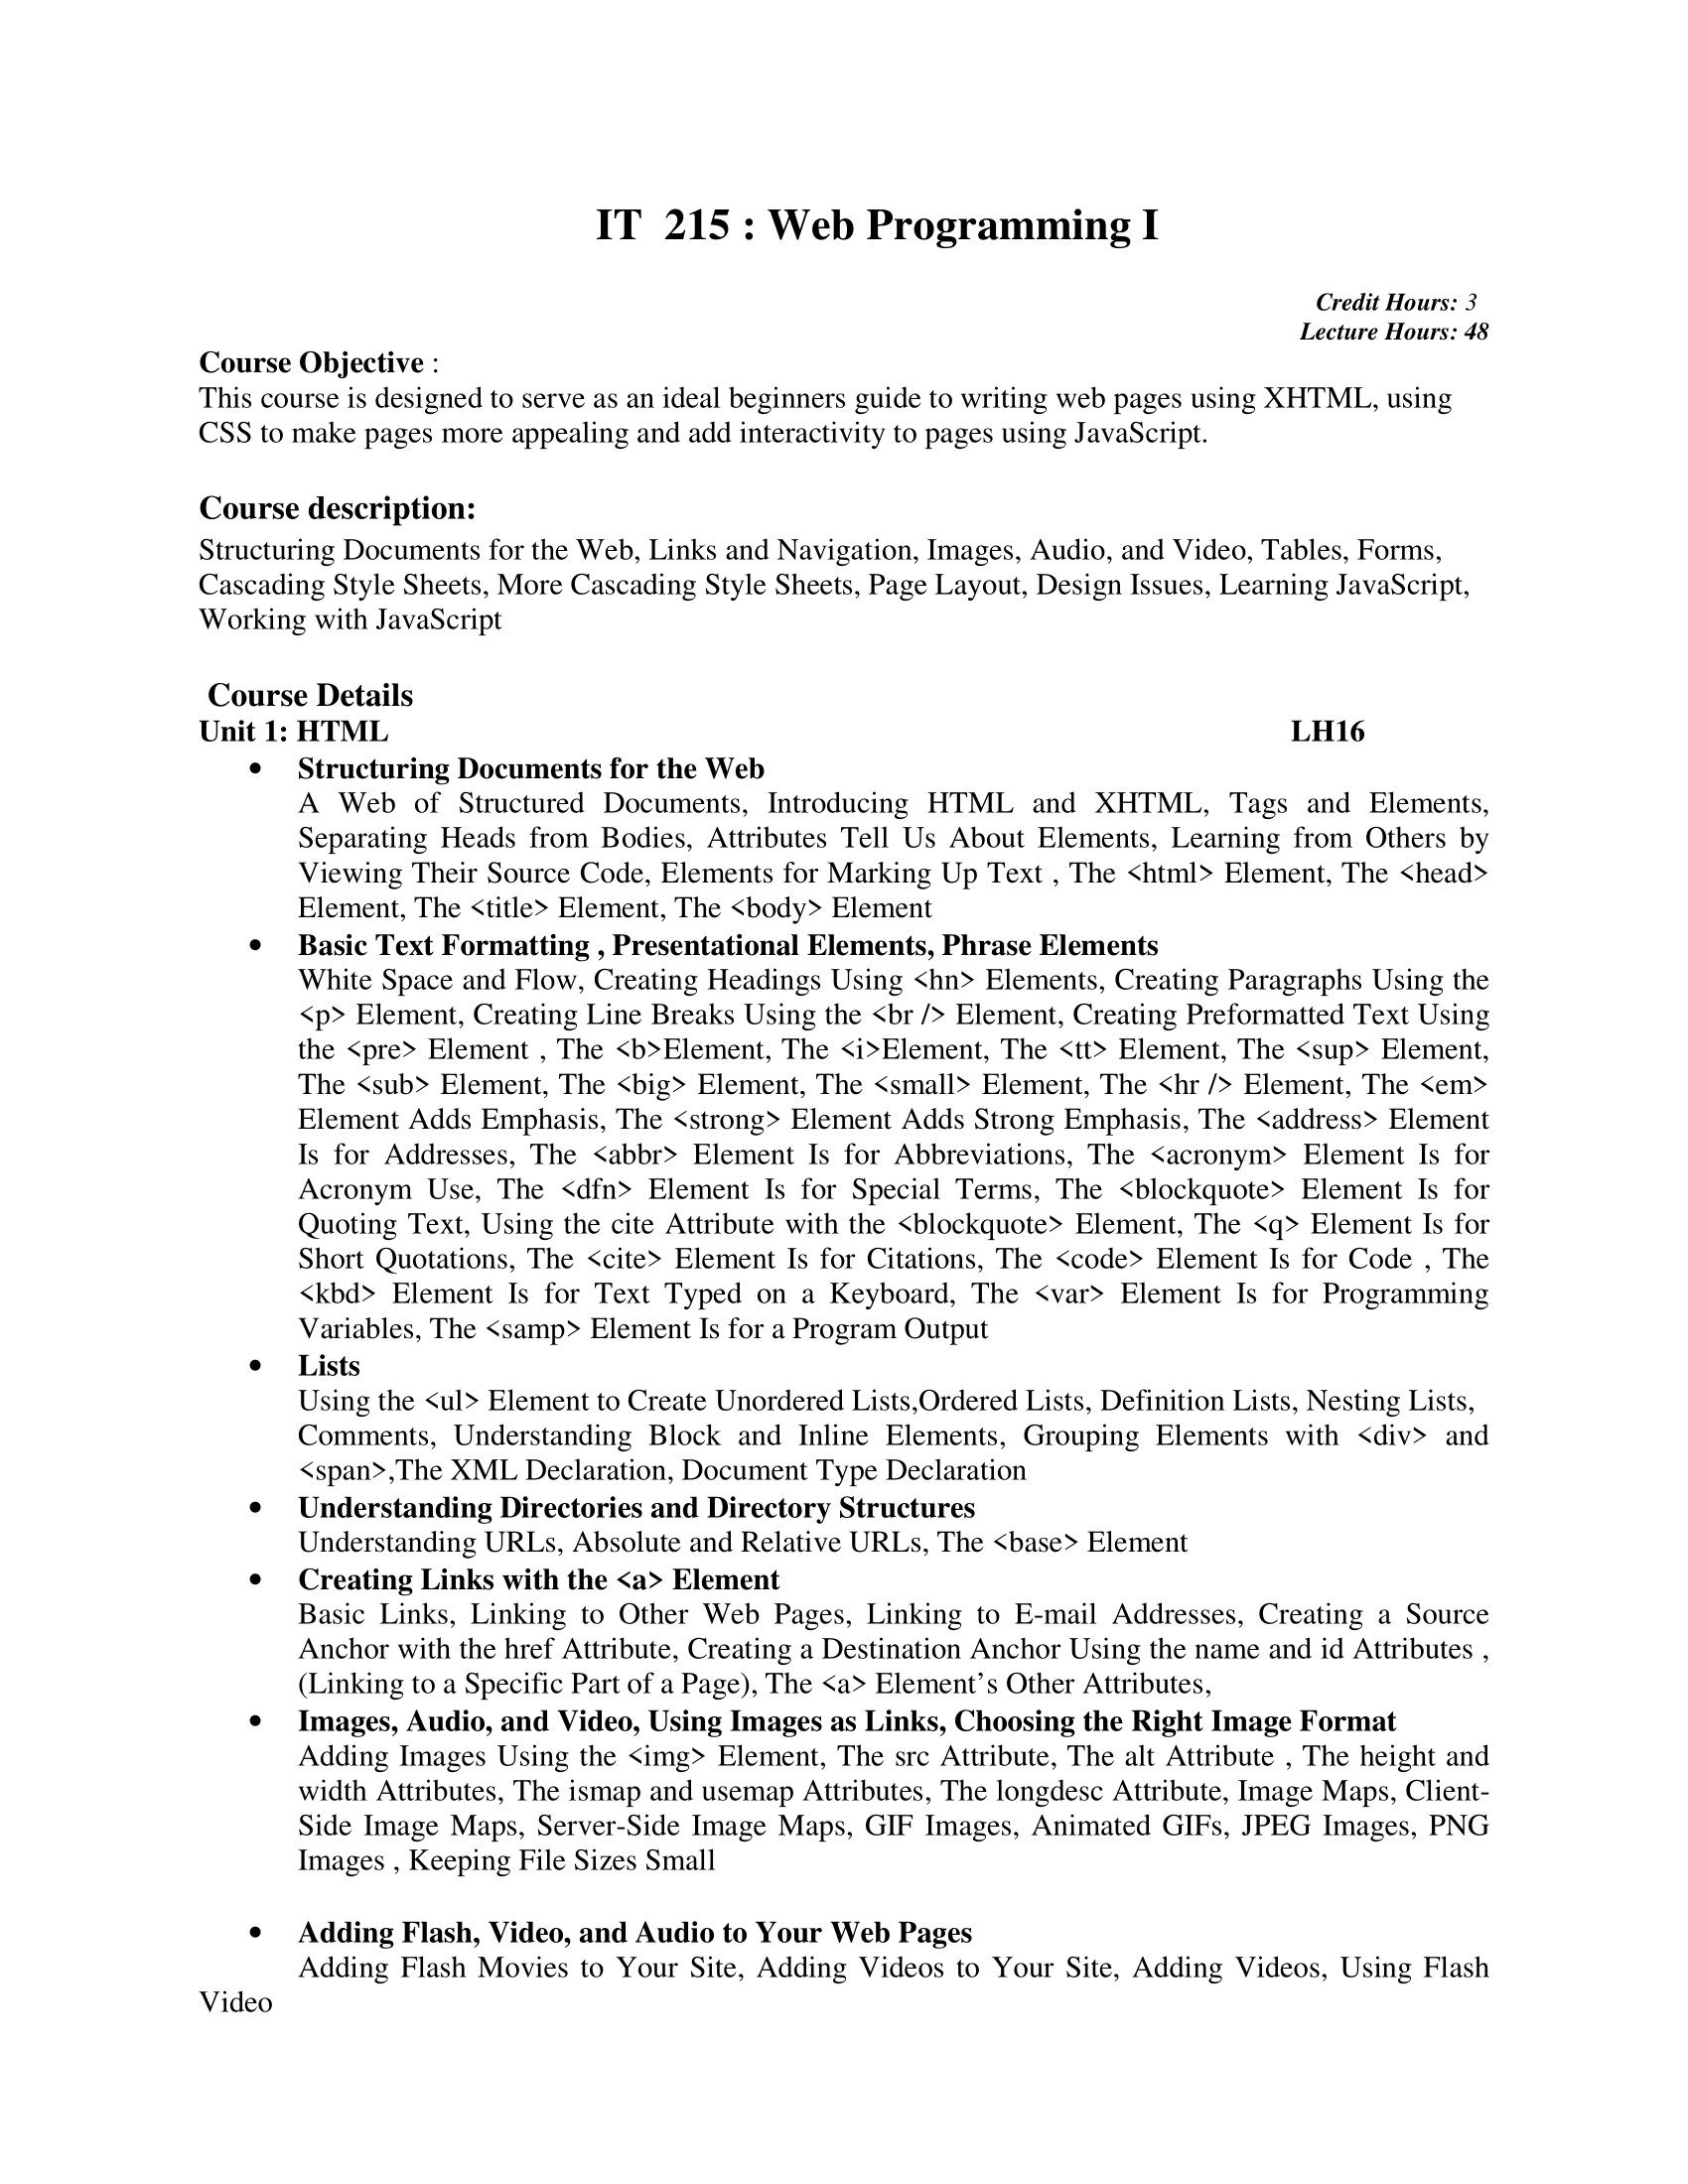 IT 215 : Web Programming I
Credit Hours: 3
Lecture Hours: 48
Course Objective :
This course is designed to serve as an ideal beginners guide to writing web pages using XHTML, using
CSS to make pages more appealing and add interactivity to pages using JavaScript.
Course description:
Structuring Documents for the Web, Links and Navigation, Images, Audio, and Video, Tables, Forms,
Cascading Style Sheets, More Cascading Style Sheets, Page Layout, Design Issues, Learning JavaScript,
Working with JavaScript
Course Details
Unit 1: HTML LH16
• Structuring Documents for the Web
A Web of Structured Documents, Introducing HTML and XHTML, Tags and Elements,
Separating Heads from Bodies, Attributes Tell Us About Elements, Learning from Others by
Viewing Their Source Code, Elements for Marking Up Text , The <html> Element, The <head>
Element, The <title> Element, The <body> Element
• Basic Text Formatting , Presentational Elements, Phrase Elements
White Space and Flow, Creating Headings Using <hn> Elements, Creating Paragraphs Using the
<p> Element, Creating Line Breaks Using the <br /> Element, Creating Preformatted Text Using
the <pre> Element , The <b>Element, The <i>Element, The <tt> Element, The <sup> Element,
The <sub> Element, The <big> Element, The <small> Element, The <hr /> Element, The <em>
Element Adds Emphasis, The <strong> Element Adds Strong Emphasis, The <address> Element
Is for Addresses, The <abbr> Element Is for Abbreviations, The <acronym> Element Is for
Acronym Use, The <dfn> Element Is for Special Terms, The <blockquote> Element Is for
Quoting Text, Using the cite Attribute with the <blockquote> Element, The <q> Element Is for
Short Quotations, The <cite> Element Is for Citations, The <code> Element Is for Code , The
<kbd> Element Is for Text Typed on a Keyboard, The <var> Element Is for Programming
Variables, The <samp> Element Is for a Program Output
• Lists
Using the <ul> Element to Create Unordered Lists,Ordered Lists, Definition Lists, Nesting Lists,
Comments, Understanding Block and Inline Elements, Grouping Elements with <div> and
<span>,The XML Declaration, Document Type Declaration
• Understanding Directories and Directory Structures
Understanding URLs, Absolute and Relative URLs, The <base> Element
• Creating Links with the <a> Element
Basic Links, Linking to Other Web Pages, Linking to E-mail Addresses, Creating a Source
Anchor with the href Attribute, Creating a Destination Anchor Using the name and id Attributes ,
(Linking to a Specific Part of a Page), The <a> Element’s Other Attributes,
• Images, Audio, and Video, Using Images as Links, Choosing the Right Image Format
Adding Images Using the <img> Element, The src Attribute, The alt Attribute , The height and
width Attributes, The ismap and usemap Attributes, The longdesc Attribute, Image Maps, Client-
Side Image Maps, Server-Side Image Maps, GIF Images, Animated GIFs, JPEG Images, PNG
Images , Keeping File Sizes Small
• Adding Flash, Video, and Audio to Your Web Pages
Adding Flash Movies to Your Site, Adding Videos to Your Site, Adding Videos, Using Flash
Video